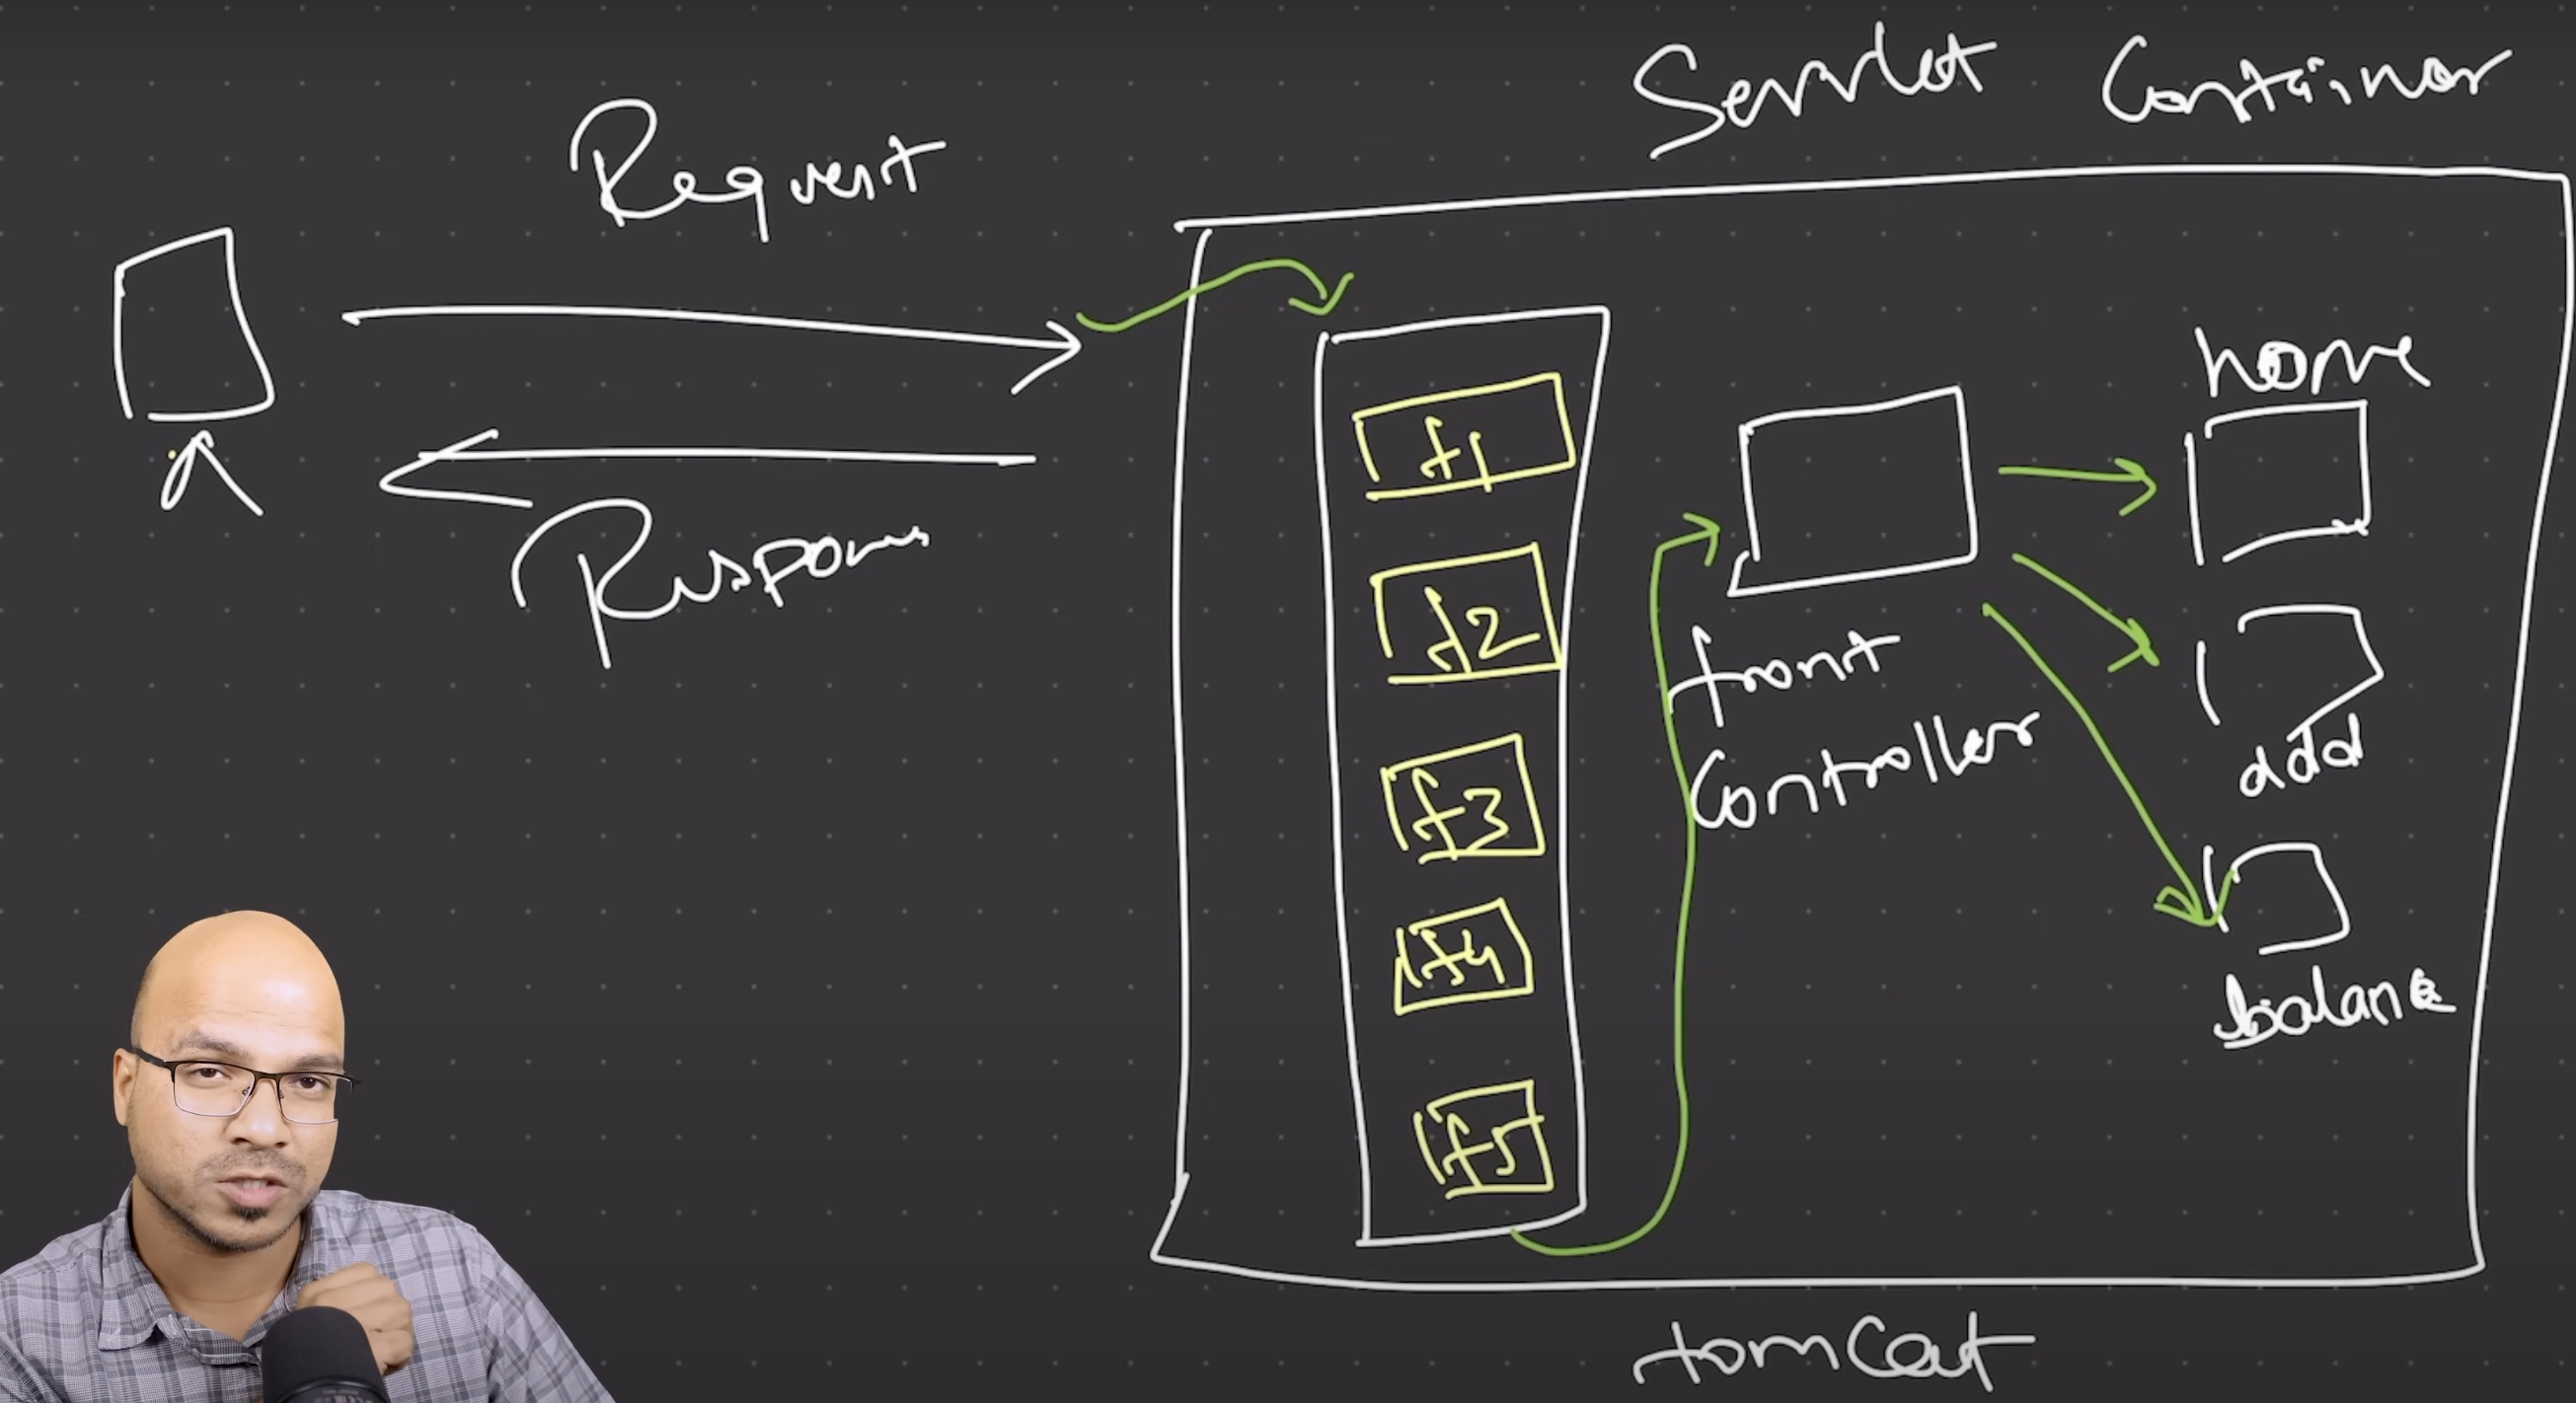 Servlet Container
Request
Response
f1
f2
f3
f4
f5
front
Controller
home
add
balance
tomcat